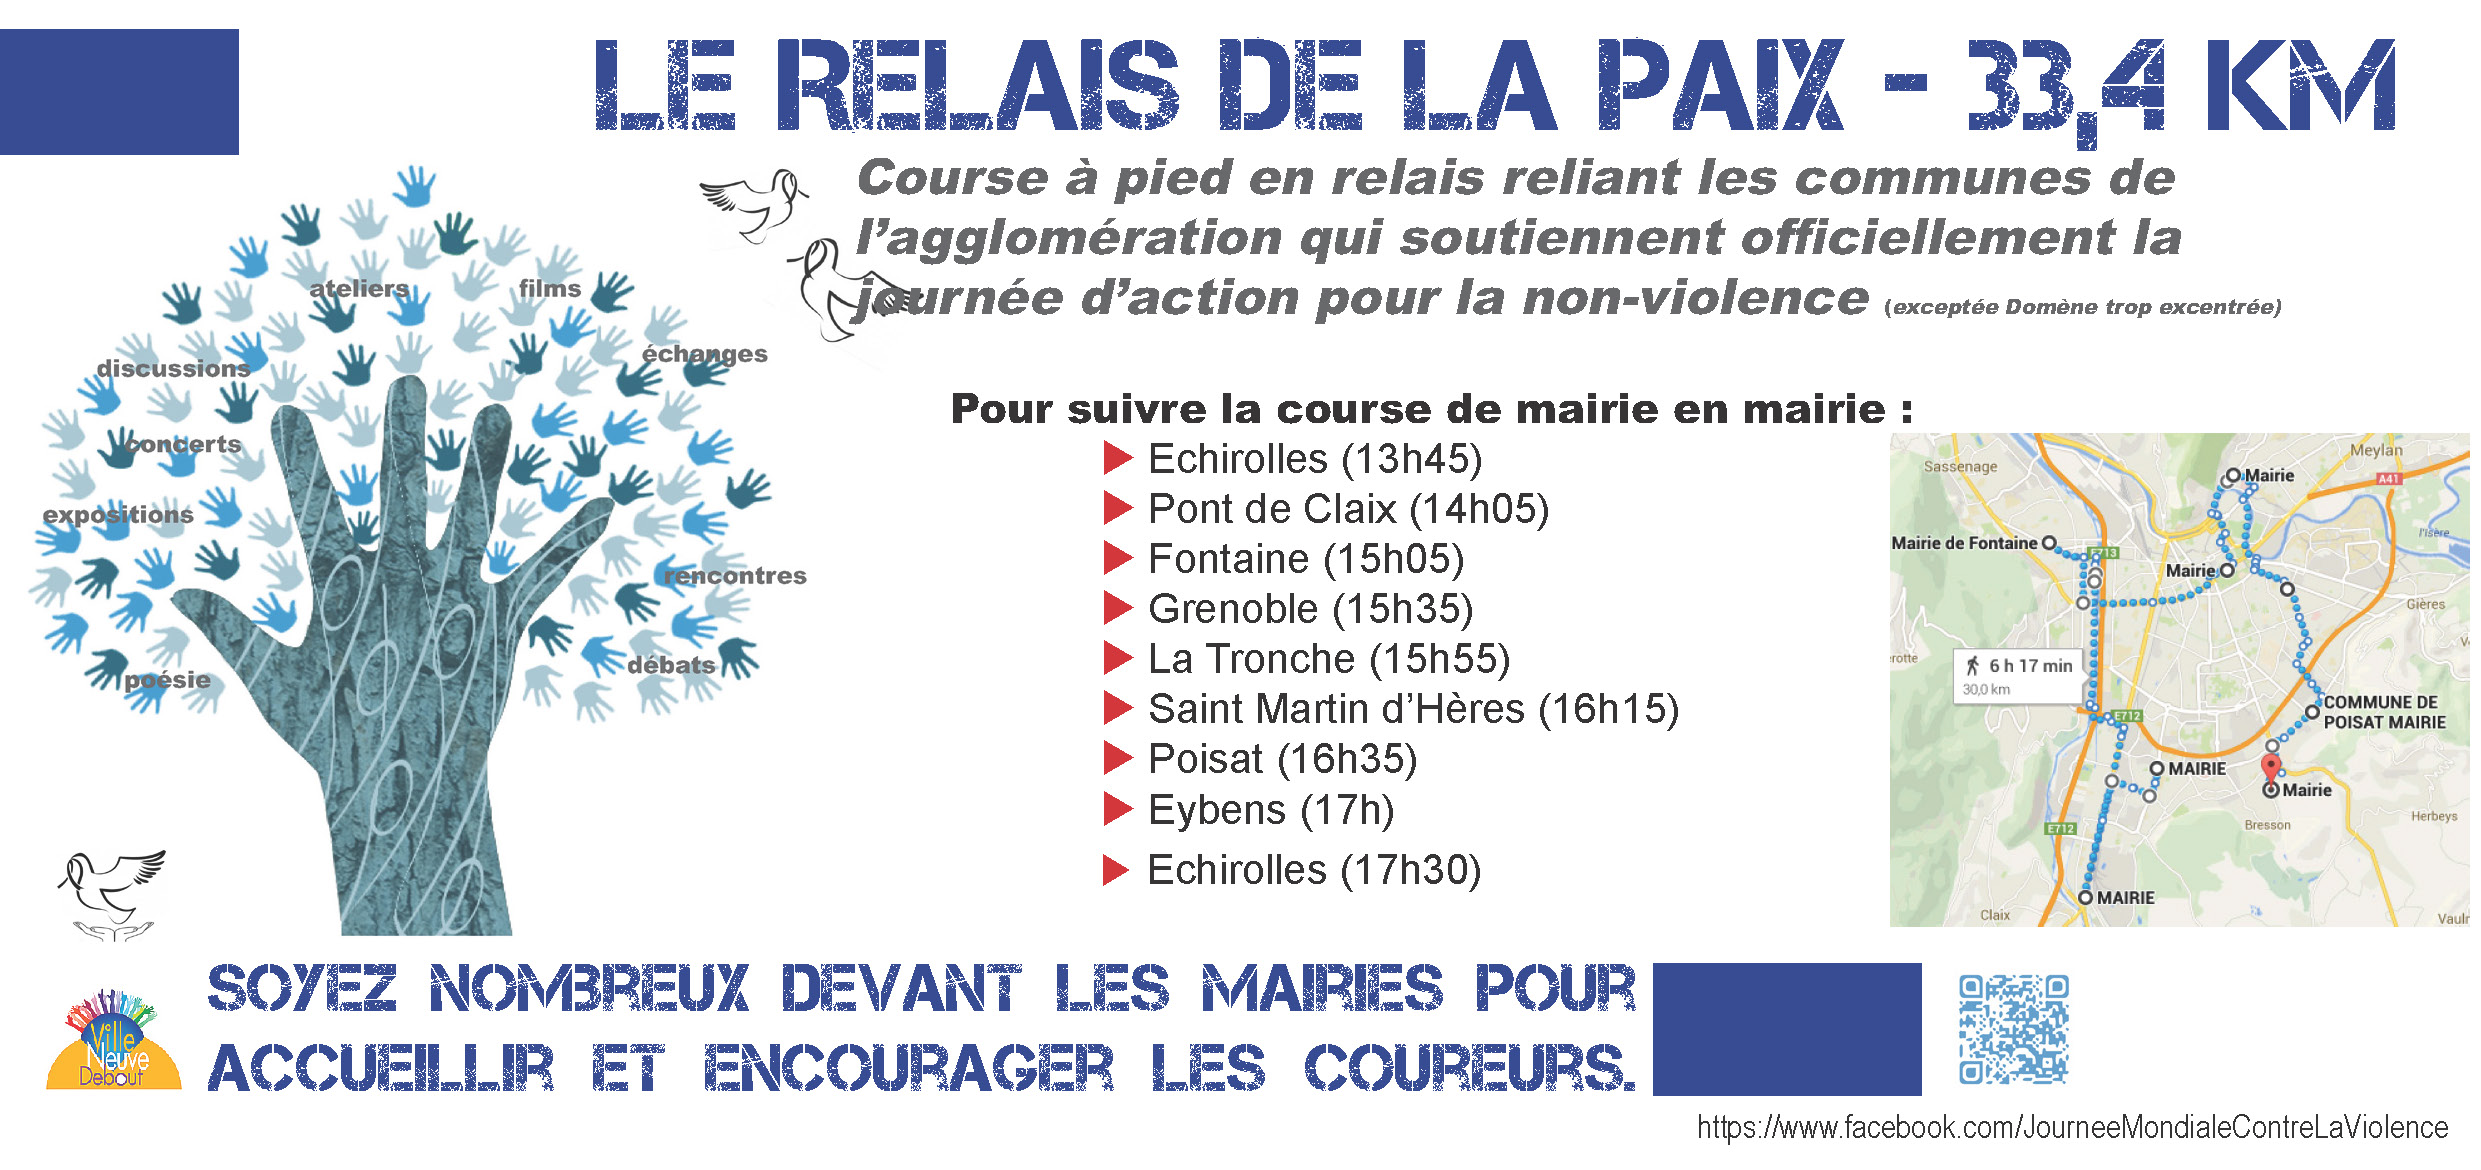 LE RELAIS DE LA PAIX - 33,4 KM
Course à pied en relais reliant les communes de
l’agglomération qui soutiennent officiellement la
journée d’action pour la non-violence (exceptée Domène trop excentrée)
ateliers
films
échanges
discussions
concerts
expositions
rencontres
débats
poésie
Pour suivre la course de mairie en mairie :
Echirolles (13h45)
Pont de Claix (14h05)
Fontaine (15h05)
Grenoble (15h35)
La Tronche (15h55)
Saint Martin d’Hères (16h15)
Poisat (16h35)
Eybens (17h)
Echirolles (17h30)
Meylan
Sassenage
Mairie
A41
l'Isère
Mairie de Fontaine
E713
Mairie
Gières
6 h 17 min
30,0 km
COMMUNE DE
POISAT MAIRIE
E712
MAIRIE
Mairie
Herbeys
Bresson
E712
MAIRIE
Claix
SOYEZ NOMBREUX DEVANT LES MAIRIES POUR
ACCUEILLIR ET ENCOURAGER LES COUREURS.
Ville
Neuve
Debout
https://www.facebook.com/JourneeMondialeContreLaViolence